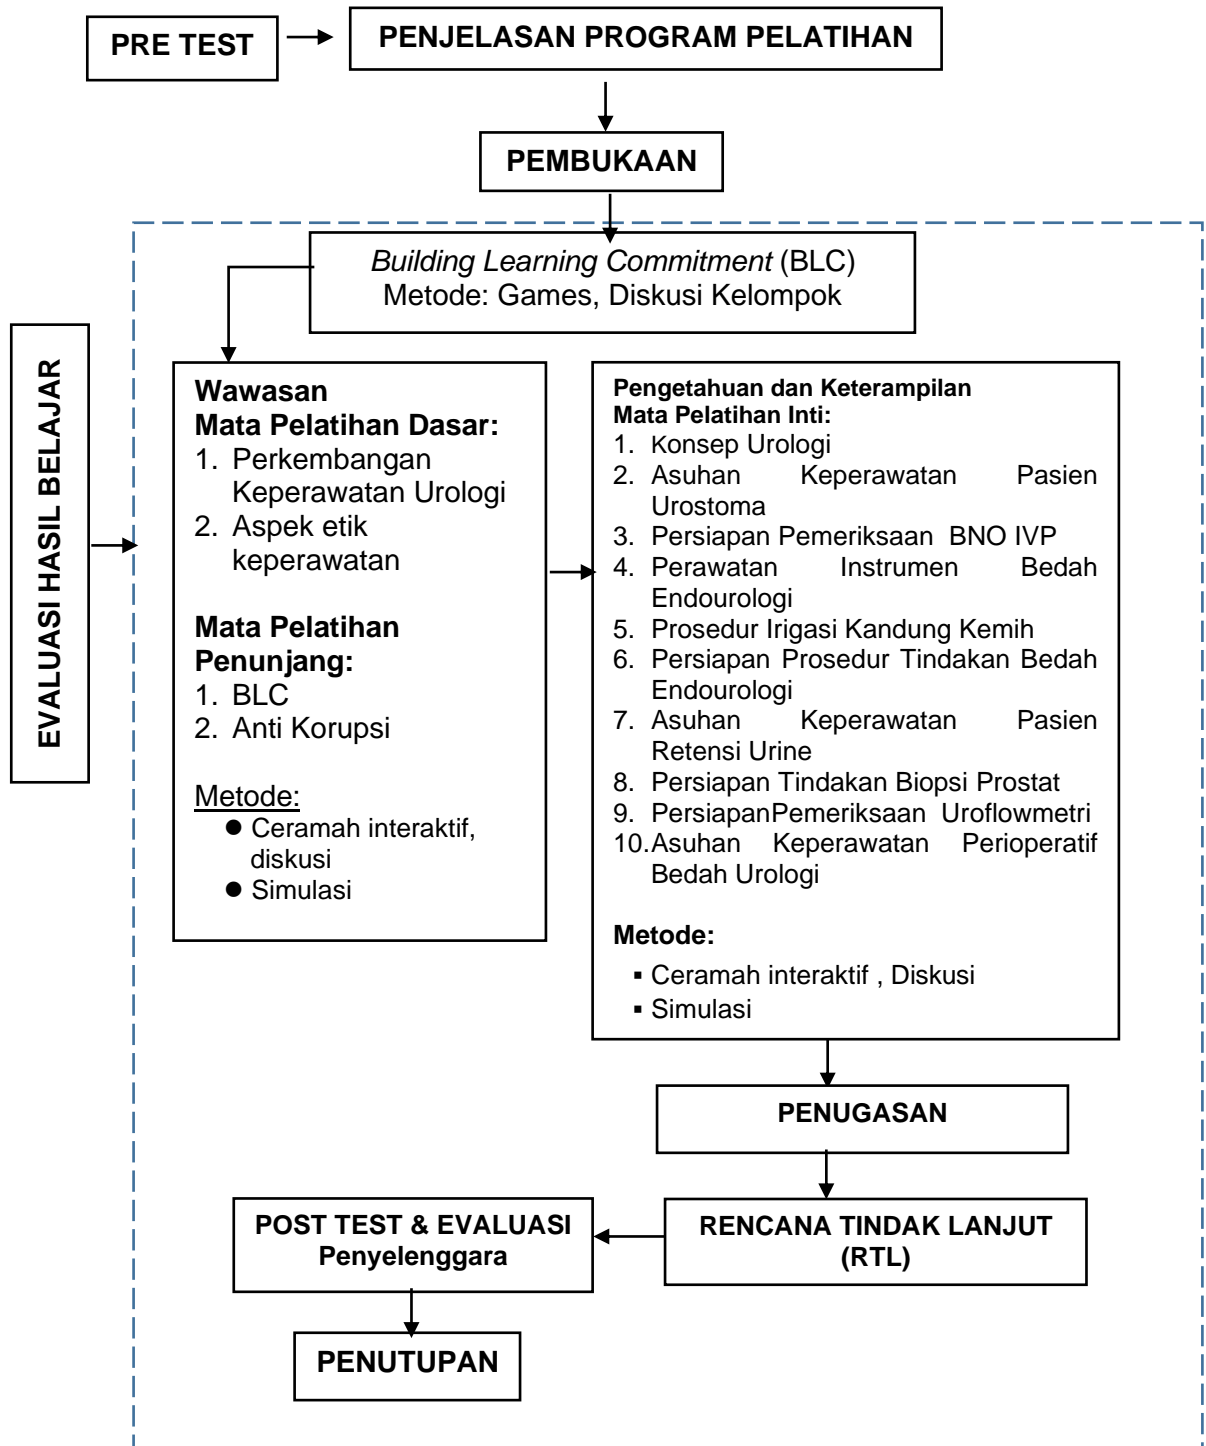 PRE TEST
PENJELASAN PROGRAM PELATIHAN
PEMBUKAAN
Building Learning Commitment (BLC)
Metode: Games, Diskusi Kelompok
EVALUASI HASIL BELAJAR
Wawasan
Mata Pelatihan Dasar:
1. Perkembangan
Keperawatan Urologi
2. Aspek etik
keperawatan
Mata Pelatihan
Penunjang:
1. BLC
2. Anti Korupsi
Metode:
● Ceramah interaktif,
diskusi
● Simulasi
Pengetahuan dan Keterampilan
Mata Pelatihan Inti:
1. Konsep Urologi
2. Asuhan Keperawatan Pasien
Urostoma
3. Persiapan Pemeriksaan BNO IVP
4. Perawatan Instrumen Bedah
Endourologi
5. Prosedur Irigasi Kandung Kemih
6. Persiapan Prosedur Tindakan Bedah
Endourologi
7. Asuhan Keperawatan Pasien
Retensi Urine
8. Persiapan Tindakan Biopsi Prostat
9. PersiapanPemeriksaan Uroflowmetri
10.Asuhan Keperawatan Perioperatif
Bedah Urologi
Metode:
▪ Ceramah interaktif , Diskusi
▪ Simulasi
PENUGASAN
RENCANA TINDAK LANJUT
(RTL)
POST TEST & EVALUASI
Penyelenggara
PENUTUPAN